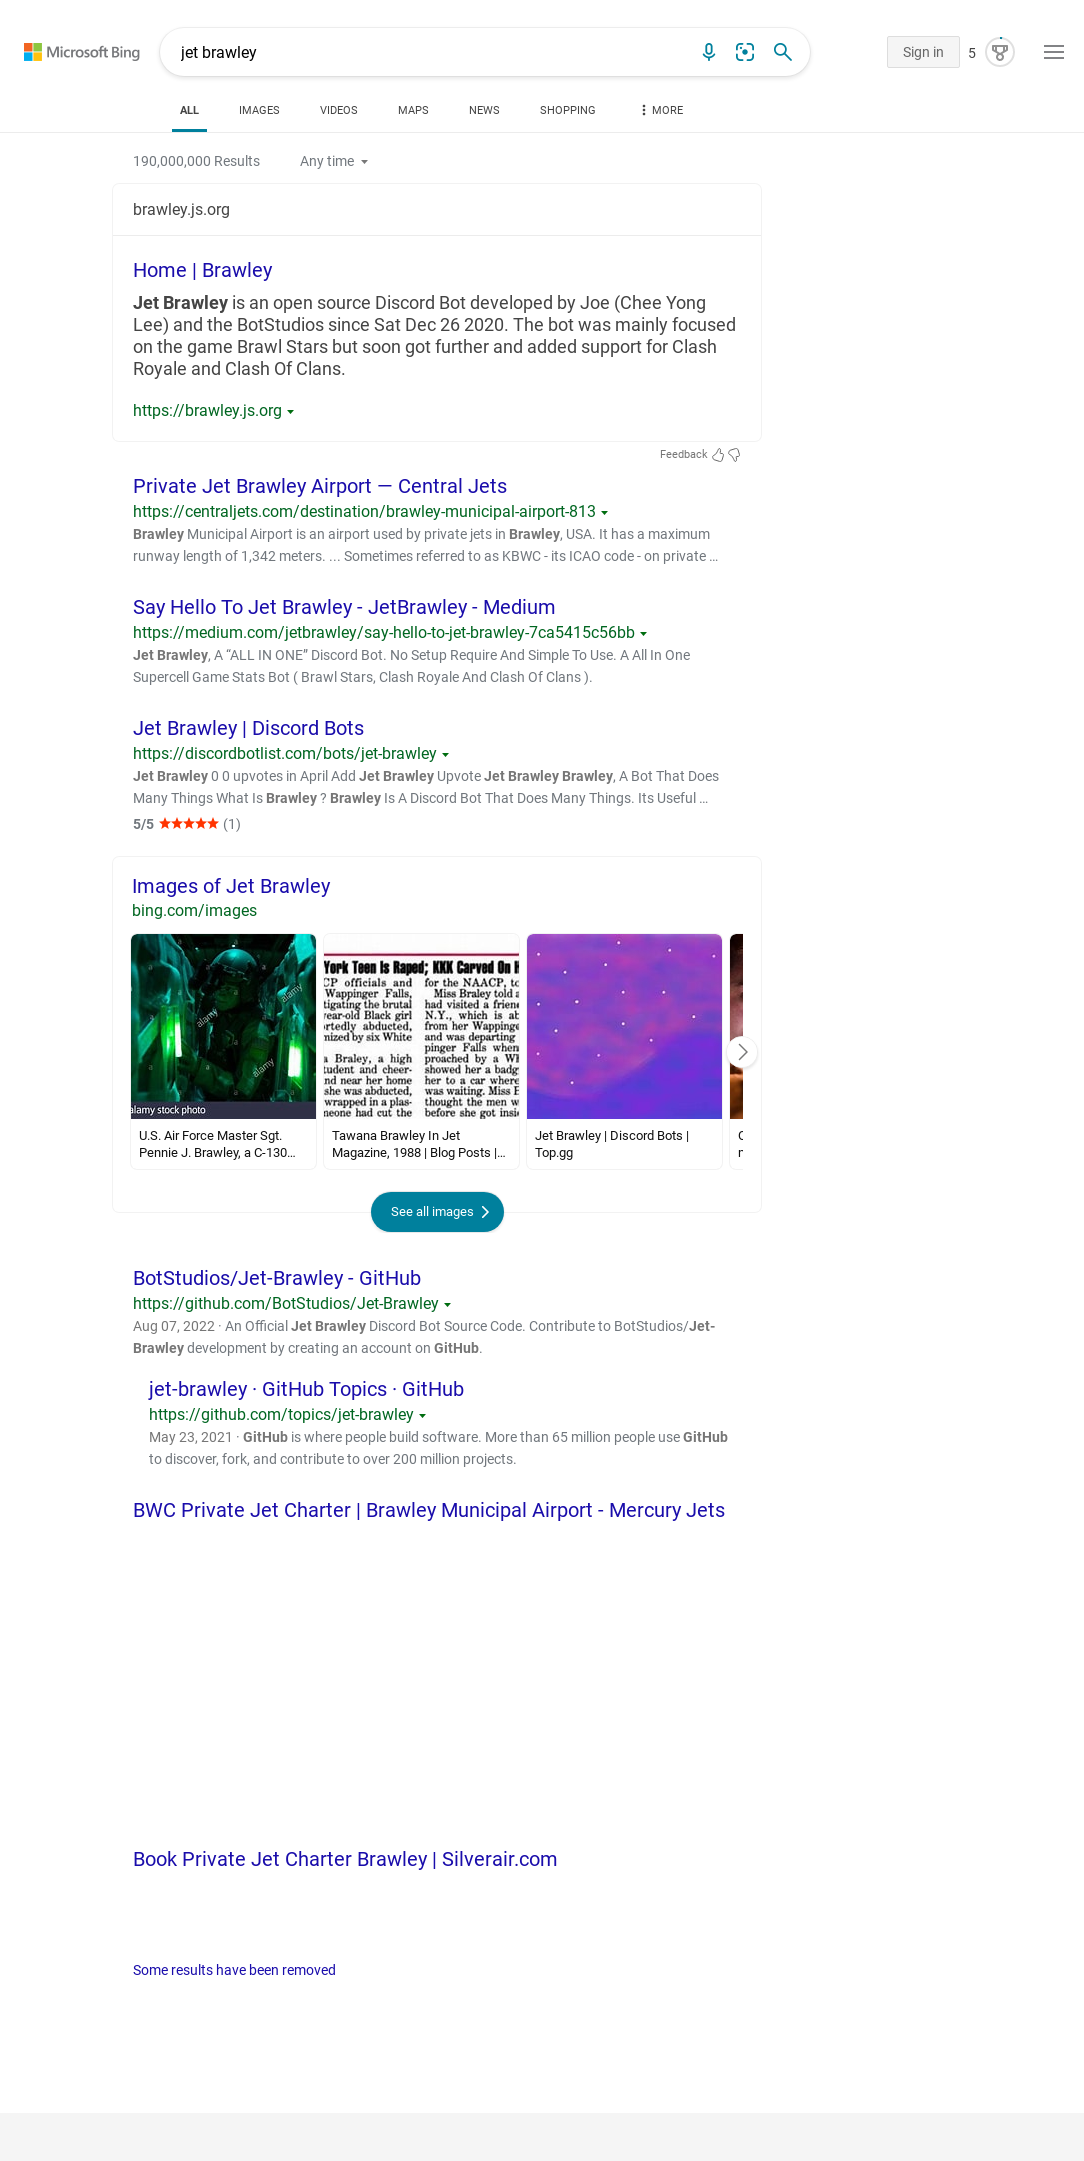 Microsoft Bing
jet brawley
Sign in
5
ALL
IMAGES
VIDEOS
MAPS
NEWS
SHOPPING
MORE
190,000,000 Results
Any time
brawley.js.org
Home | Brawley
Jet Brawley is an open source Discord Bot developed by Joe (Chee Yong
Lee) and the BotStudios since Sat Dec 26 2020. The bot was mainly focused
on the game Brawl Stars but soon got further and added support for Clash
Royale and Clash Of Clans.
https://brawley.js.org
Feedback
Private Jet Brawley Airport — Central Jets
https://centraljets.com/destination/brawley-municipal-airport-813
Brawley Municipal Airport is an airport used by private jets in Brawley, USA. It has a maximum
runway length of 1,342 meters. ... Sometimes referred to as KBWC - its ICAO code - on private ...
Say Hello To Jet Brawley - JetBrawley - Medium
https://medium.com/jetbrawley/say-hello-to-jet-brawley-7ca5415c56bb
Jet Brawley, A “ALL IN ONE” Discord Bot. No Setup Require And Simple To Use. A All In One
Supercell Game Stats Bot ( Brawl Stars, Clash Royale And Clash Of Clans ).
Jet Brawley | Discord Bots
https://discordbotlist.com/bots/jet-brawley
Jet Brawley 0 0 upvotes in April Add Jet Brawley Upvote Jet Brawley Brawley, A Bot That Does
Many Things What Is Brawley ? Brawley Is A Discord Bot That Does Many Things. Its Useful ...
5/5 ★★★★★ (1)
Images of Jet Brawley
bing.com/images
alamy
alamy
alamy stock photo
York Teen Is Raped; KKK Carved On H
CP officials and
Wappinger Falls,
tigating the brutal
year-old Black girl
ortedly abducted,
mized by six White
a Braley, a high
tudent and cheer-
nd near her home
she was abducted,
wrapped in a plas-
meone had cut the
for the NAACP, to
Miss Braley told a
had visited a friend
N.Y., which is ab
from her Wappinge
and was departing
pinger Falls when
proached by a Wh
showed her a badg
her to a car where
was waiting. Miss B
thought the men w
before she got insid
U.S. Air Force Master Sgt.
Pennie J. Brawley, a C-130...
Tawana Brawley In Jet
Magazine, 1988 | Blog Posts |...
Jet Brawley | Discord Bots |
Top.gg
See all images
BotStudios/Jet-Brawley - GitHub
https://github.com/BotStudios/Jet-Brawley
Aug 07, 2022 · An Official Jet Brawley Discord Bot Source Code. Contribute to BotStudios/Jet-
Brawley development by creating an account on GitHub.
jet-brawley · GitHub Topics · GitHub
https://github.com/topics/jet-brawley
May 23, 2021 · GitHub is where people build software. More than 65 million people use GitHub
to discover, fork, and contribute to over 200 million projects.
BWC Private Jet Charter | Brawley Municipal Airport - Mercury Jets
Book Private Jet Charter Brawley | Silverair.com
Some results have been removed